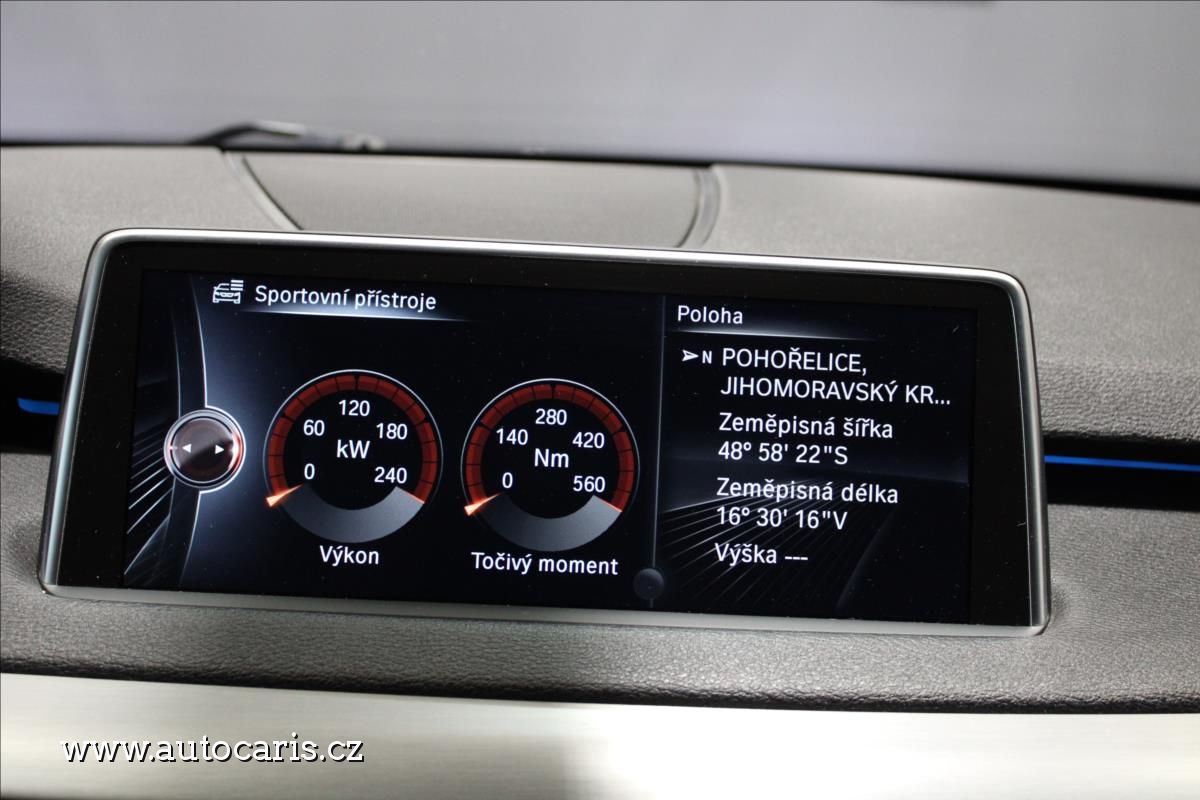 Sportovní přístroje
120
60
180
kW
0
240
Výkon
280
140
420
Nm
0
560
Točivý moment
Poloha
N POHOŘELICE,
JIHOMORAVSKÝ KR...
Zeměpisná šířka
48° 58' 22"S
Zeměpisná délka
16° 30' 16"V
Výška ---
www.autocaris.cz